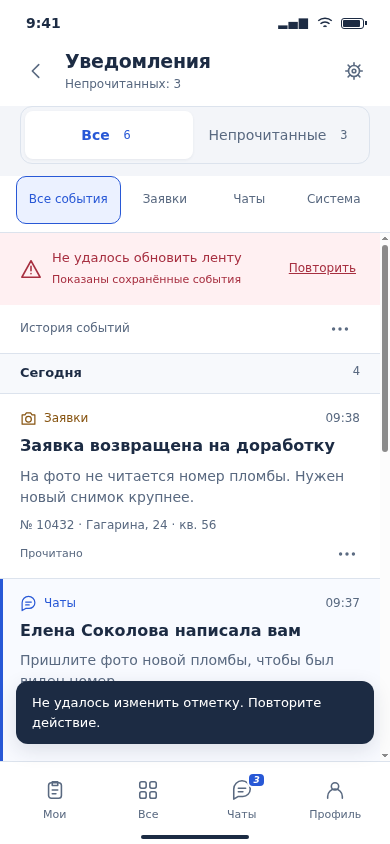 9:41
Уведомления
Непрочитанных: 3
Все 6 Непрочитанные 3
Все события Заявки Чаты Система
Не удалось обновить ленту
Показаны сохранённые события
Повторить
История событий
Сегодня 4
Заявки 09:38
Заявка возвращена на доработку
На фото не читается номер пломбы. Нужен
новый снимок крупнее.
№ 10432 · Гагарина, 24 · кв. 56
Прочитано
Чаты 09:37
Елена Соколова написала вам
Пришлите фото новой пломбы, чтобы был
виден номер.
Не удалось изменить отметку. Повторите
действие.
3
Мои Все Чаты Профиль